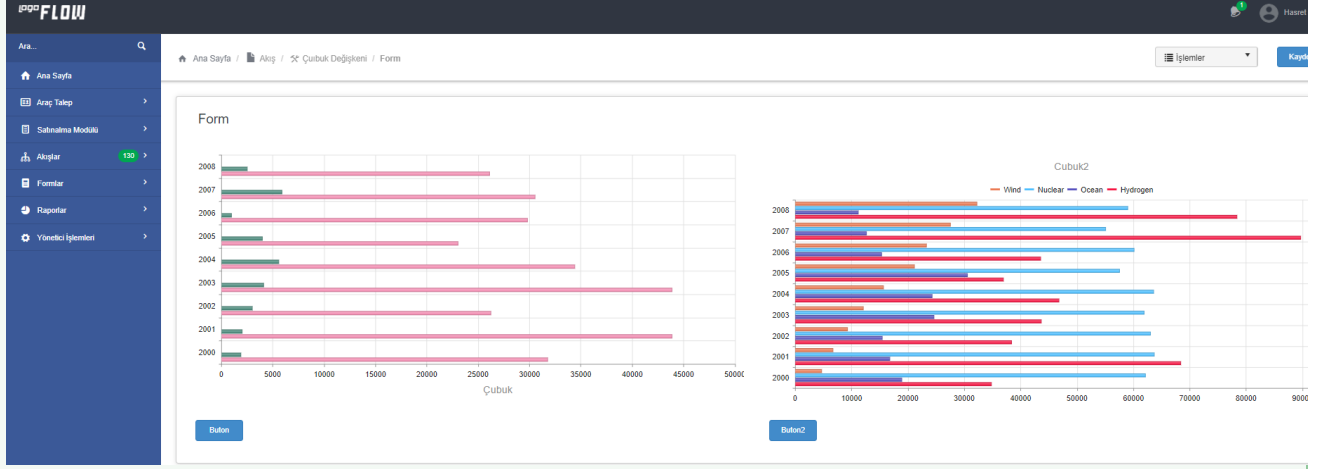 logo FLOW
1
Hasret
Ara...
Ana Sayfa / Akış / Çuıbuk Değişkeni / Form
İşlemler
Ana Sayfa
Araç Talep
Satınalma Modülü
Akışlar 130
Formlar
Raporlar
Yönetici İşlemleri
Form
2008
2007
2006
2005
2004
2003
2002
2001
2000
0 5000 10000 15000 20000 25000 30000 35000 40000 45000
Çubuk
Buton
Cubuk2
Wind Nuclear Ocean Hydrogen
2008
2007
2006
2005
2004
2003
2002
2001
2000
0 10000 20000 30000 40000 50000 60000 70000 80000
Buton2